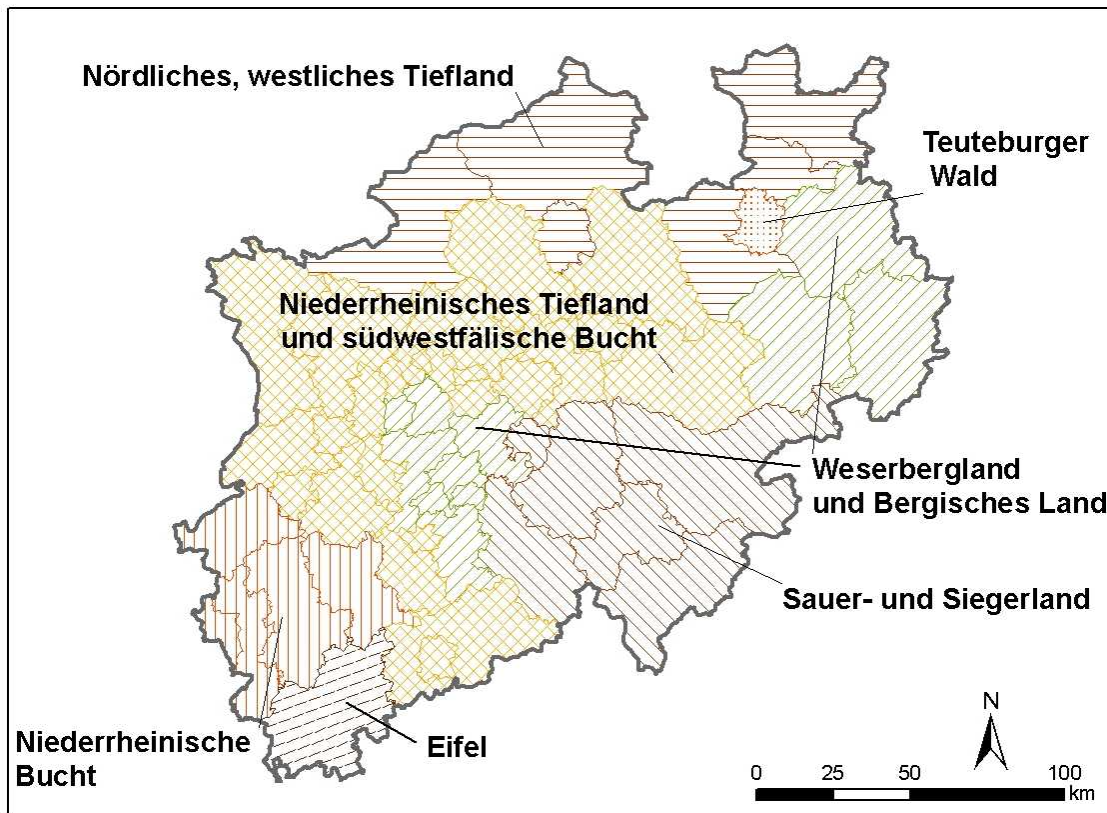 Nördliches, westliches Tiefland
Teuteburger
Wald
Niederrheinisches Tiefland
und südwestfälische Bucht
Weserbergland
und Bergisches Land
Sauer- und Siegerland
Niederrheinische
Bucht
Eifel
N
0 25 50 100
km